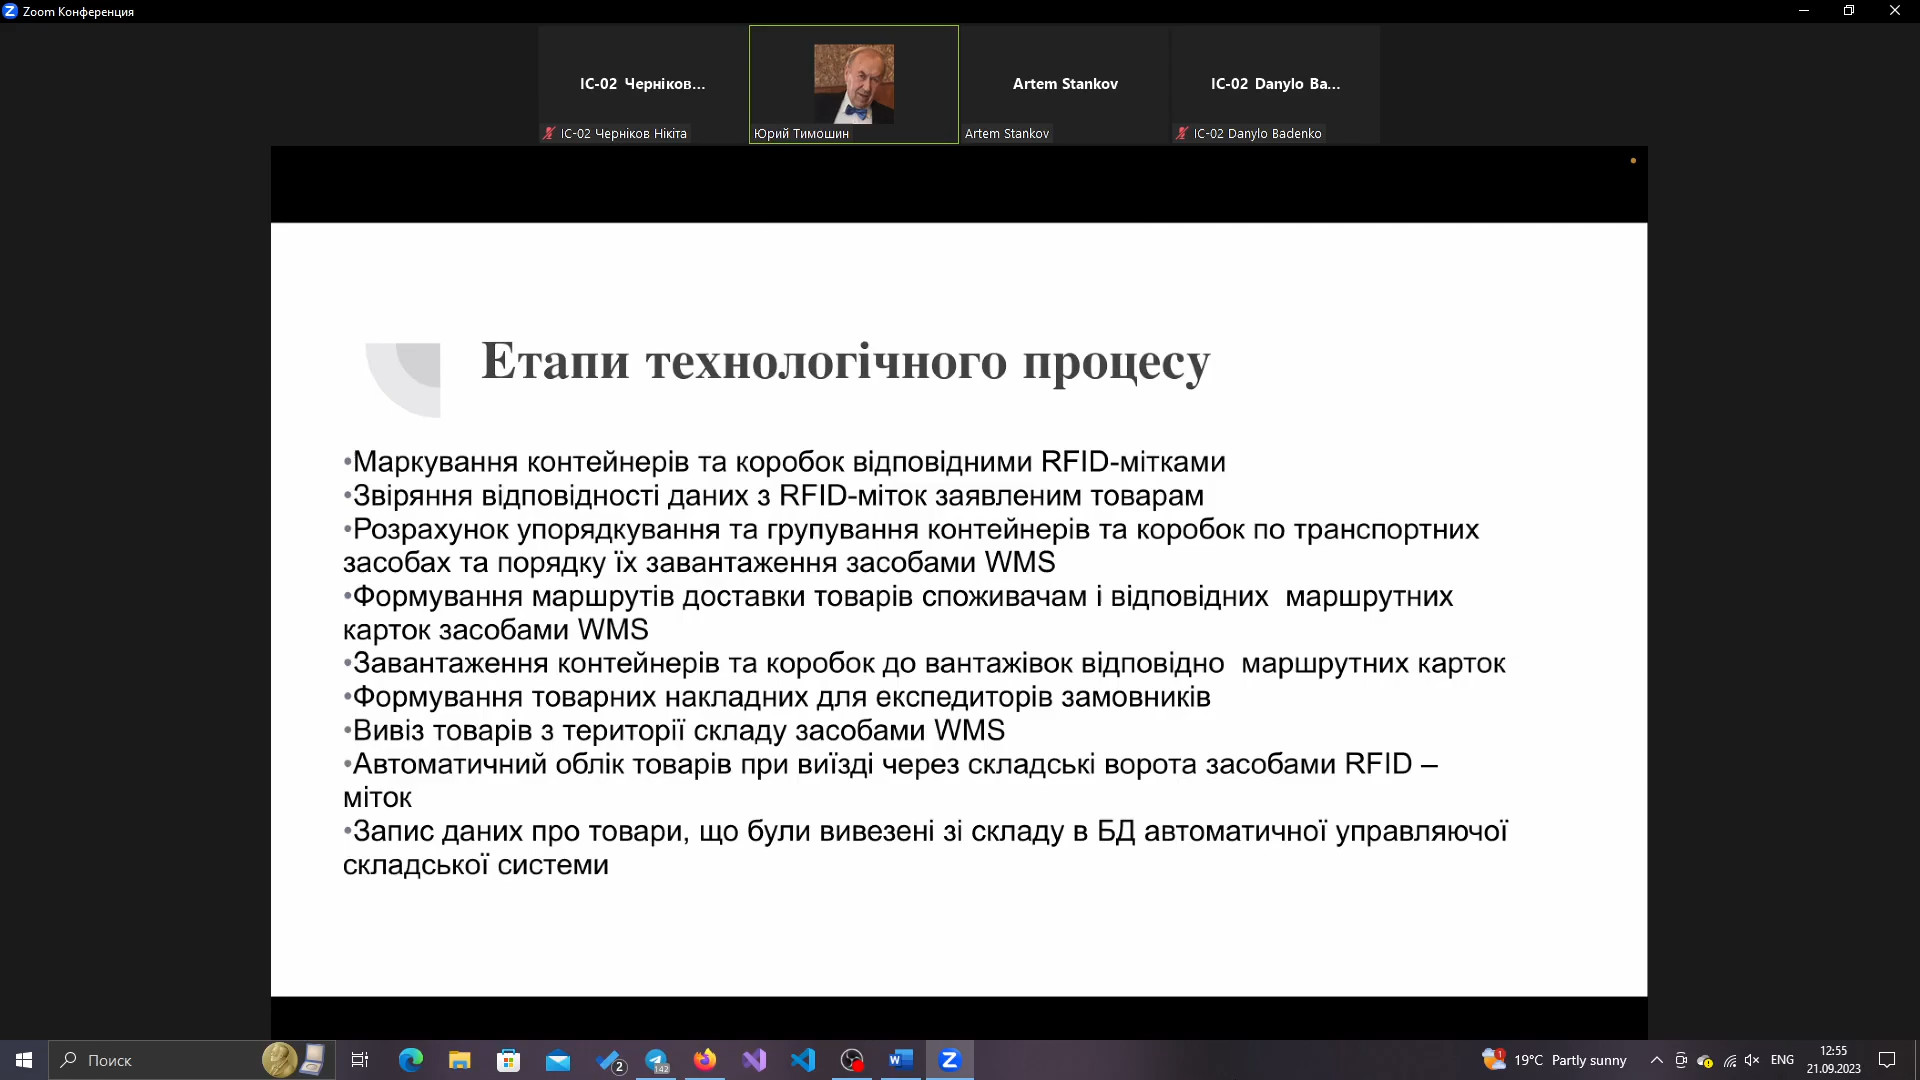 Zoom Конференция
IC-02 Черніков...
Artem Stankov
IC-02 Danylo Ba...
IC-02 Черніков Нікіта
Юрий Тимошин
Artem Stankov
IC-02 Danylo Badenko
Етапи технологічного процесу
•Маркування контейнерів та коробок відповідними RFID-мітками
•Звіряння відповідності даних з RFID-міток заявленим товарам
•Розрахунок упорядкування та групування контейнерів та коробок по транспортних
засобах та порядку їх завантаження засобами WMS
•Формування маршрутів доставки товарів споживачам і відповідних маршрутних
карток засобами WMS
•Завантаження контейнерів та коробок до вантажівок відповідно маршрутних карток
•Формування товарних накладних для експедиторів замовників
•Вивіз товарів з території складу засобами WMS
•Автоматичний облік товарів при виїзді через складські ворота засобами RFID –
міток
•Запис даних про товари, що були вивезені зі складу в БД автоматичної управляючої
складської системи
Поиск
2
142
1
19°C Partly sunny
ENG
12:55
21.09.2023